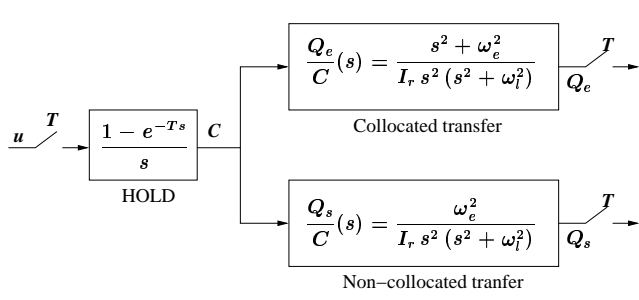 Q_e/C (s) = (s² + ω_e²) / (I_r s² (s² + ω_l²))
T
Q_e
Collocated transfer
u
T
(1 − e^{−Ts}) / s
C
HOLD
Q_s/C (s) = ω_e² / (I_r s² (s² + ω_l²))
T
Q_s
Non−collocated tranfer